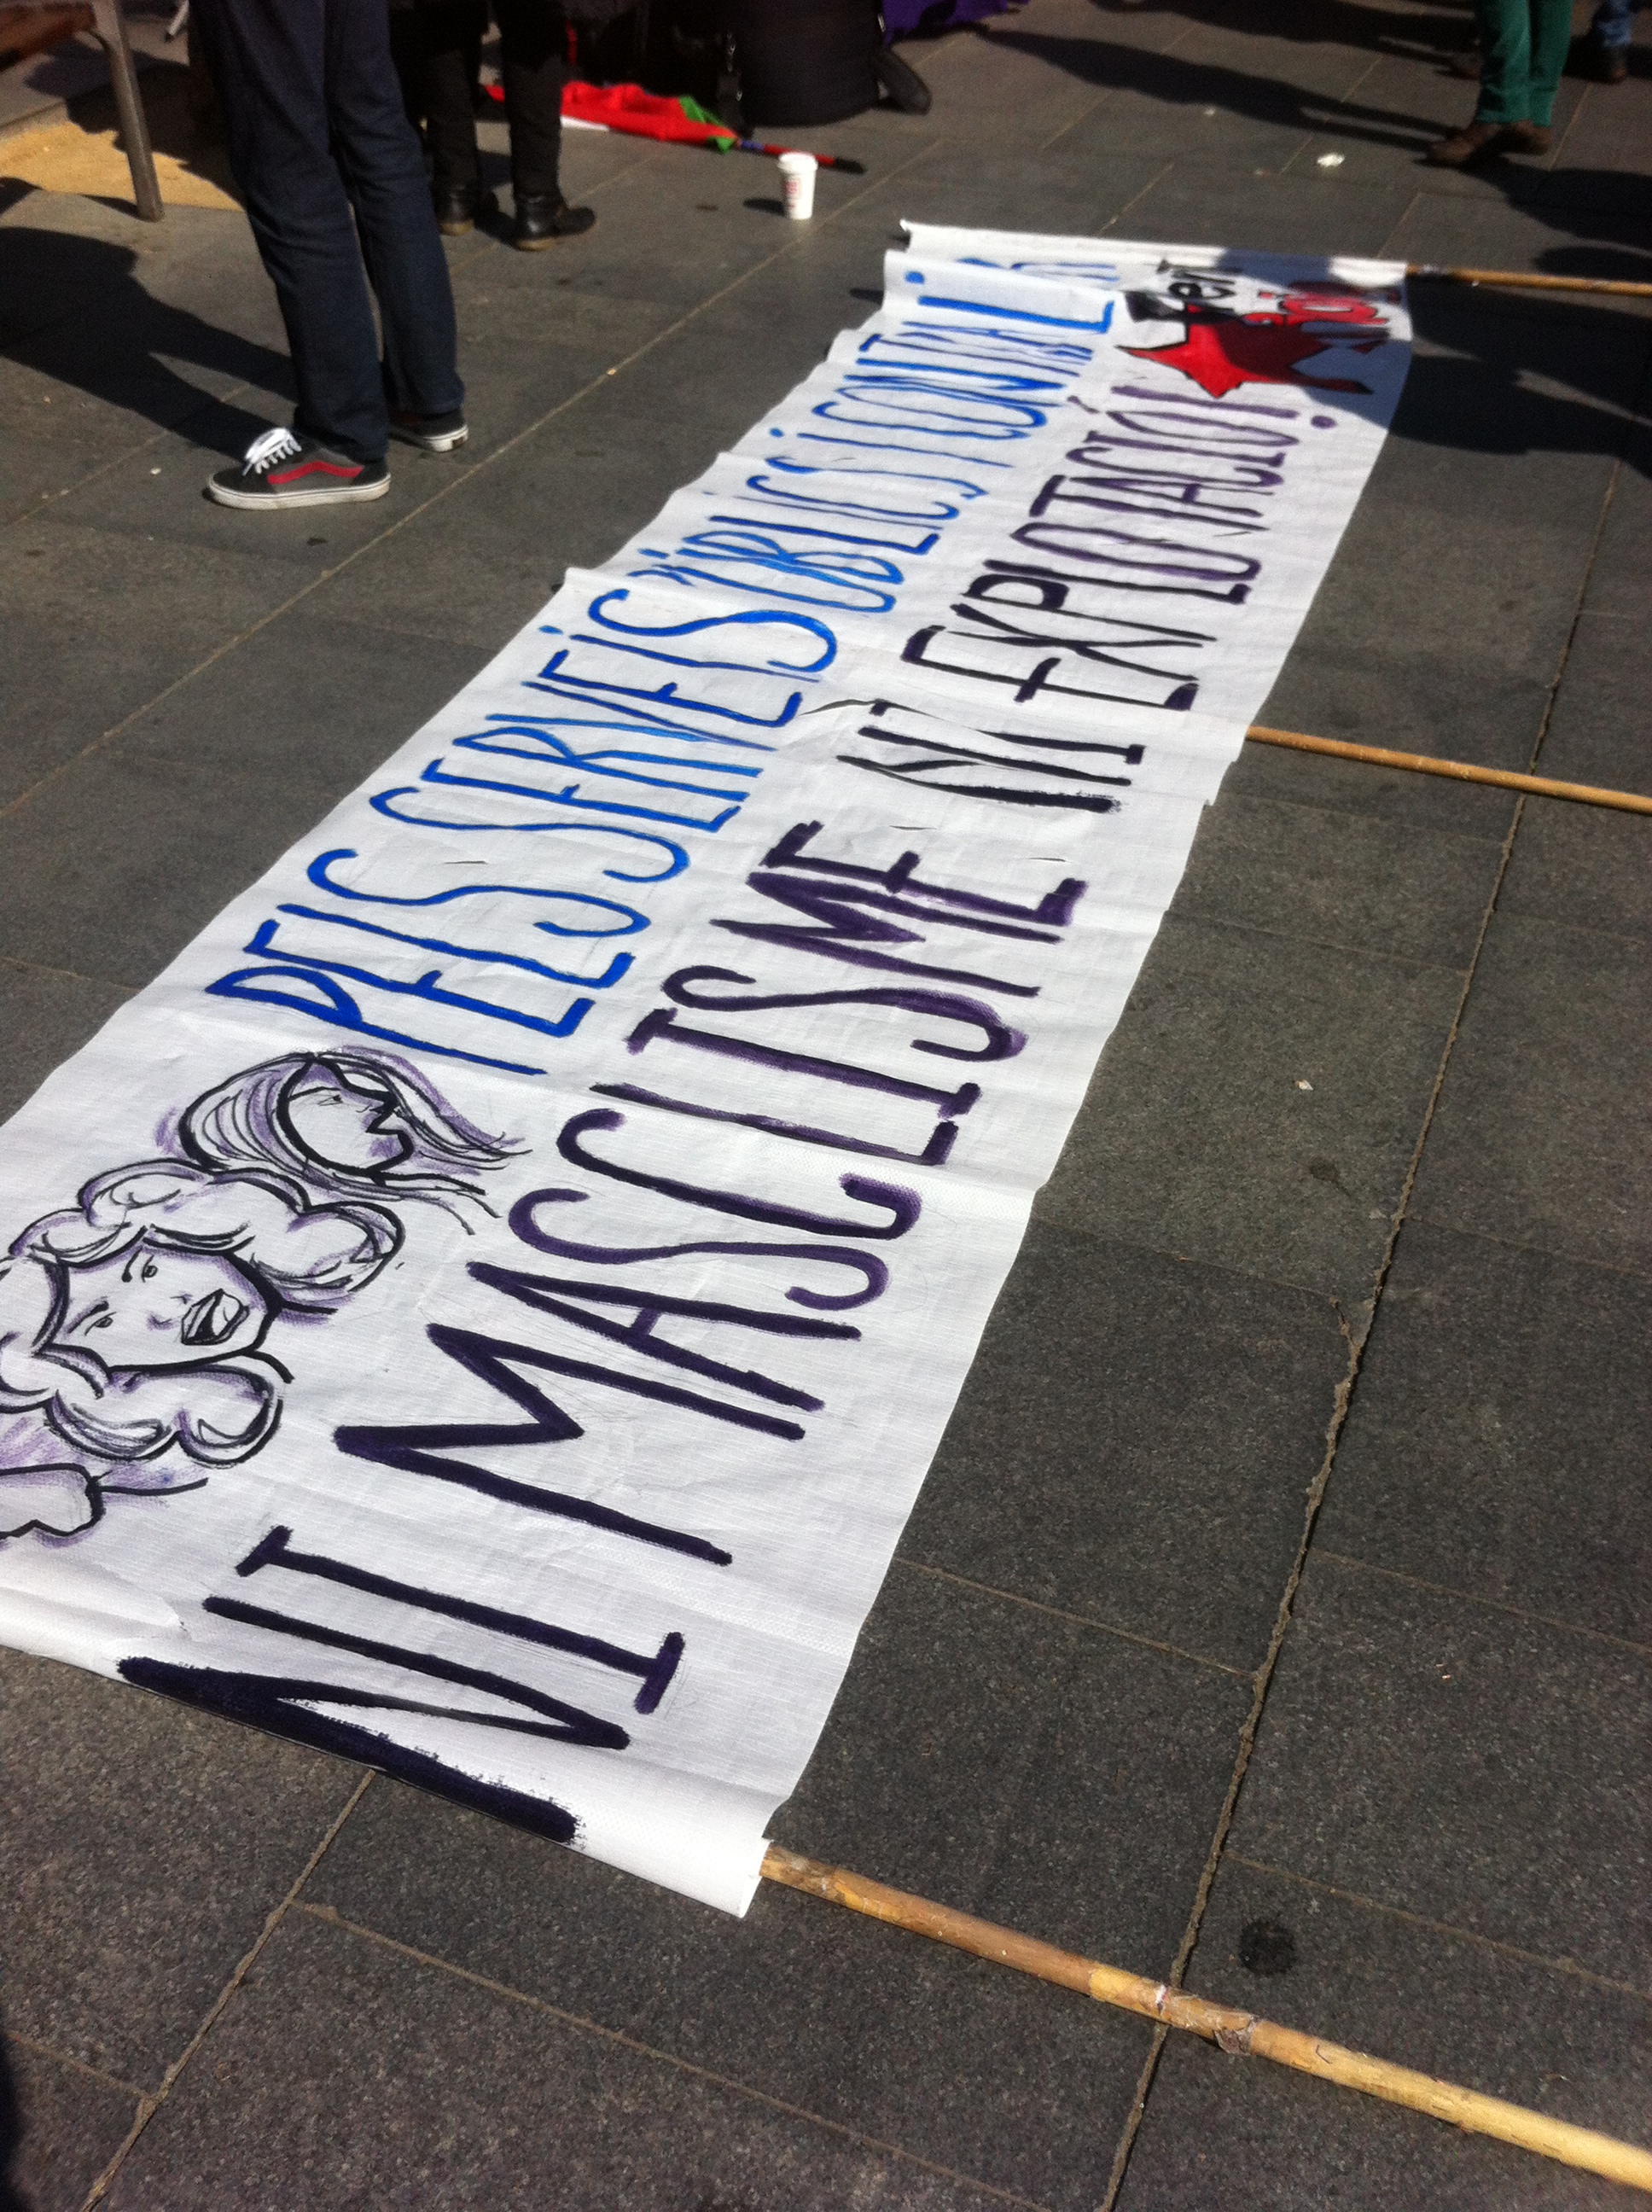 PELS SERVEIS PÚBLICS I CONTRA L'
NI MASCLISME NI EXPLOTACIÓ!